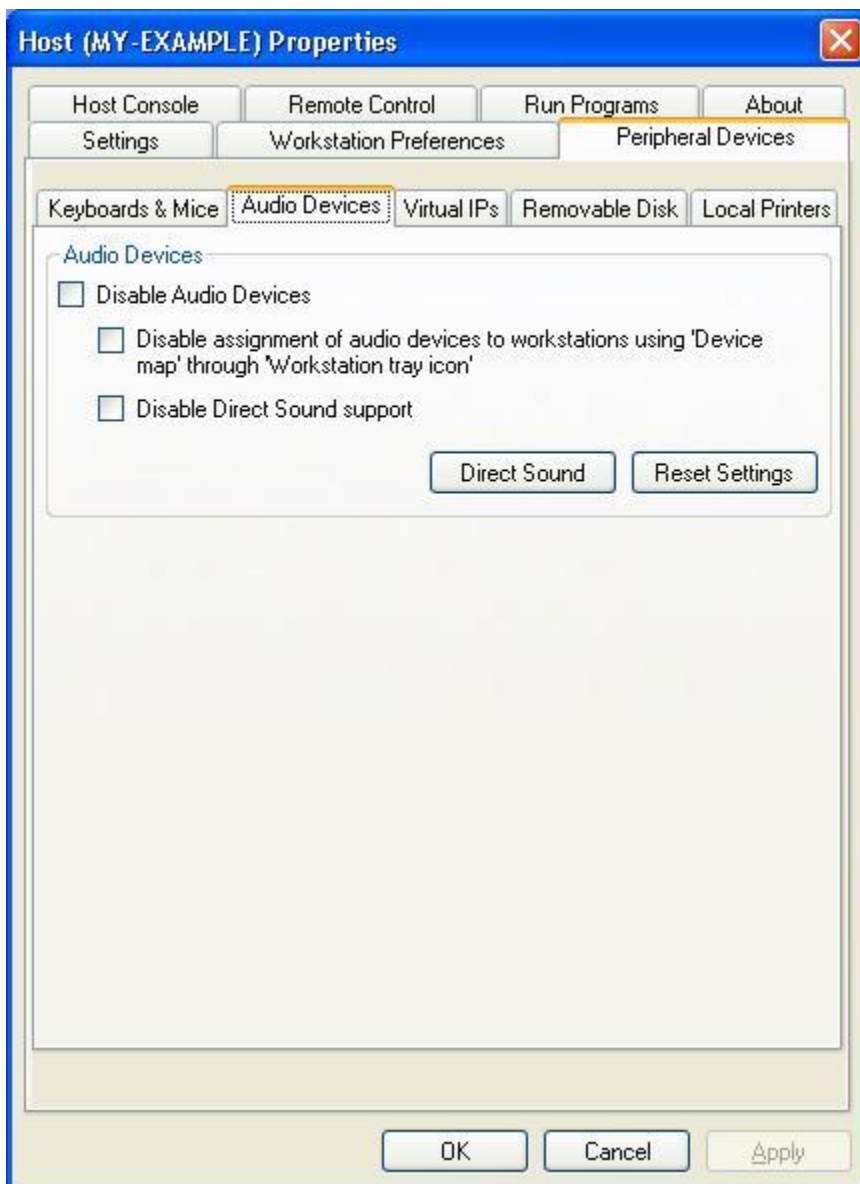 Host (MY-EXAMPLE) Properties
Host Console Remote Control Run Programs About
Settings Workstation Preferences Peripheral Devices
Keyboards & Mice Audio Devices Virtual IPs Removable Disk Local Printers
Audio Devices
Disable Audio Devices
Disable assignment of audio devices to workstations using 'Device
map' through 'Workstation tray icon'
Disable Direct Sound support
Direct Sound Reset Settings
OK Cancel Apply